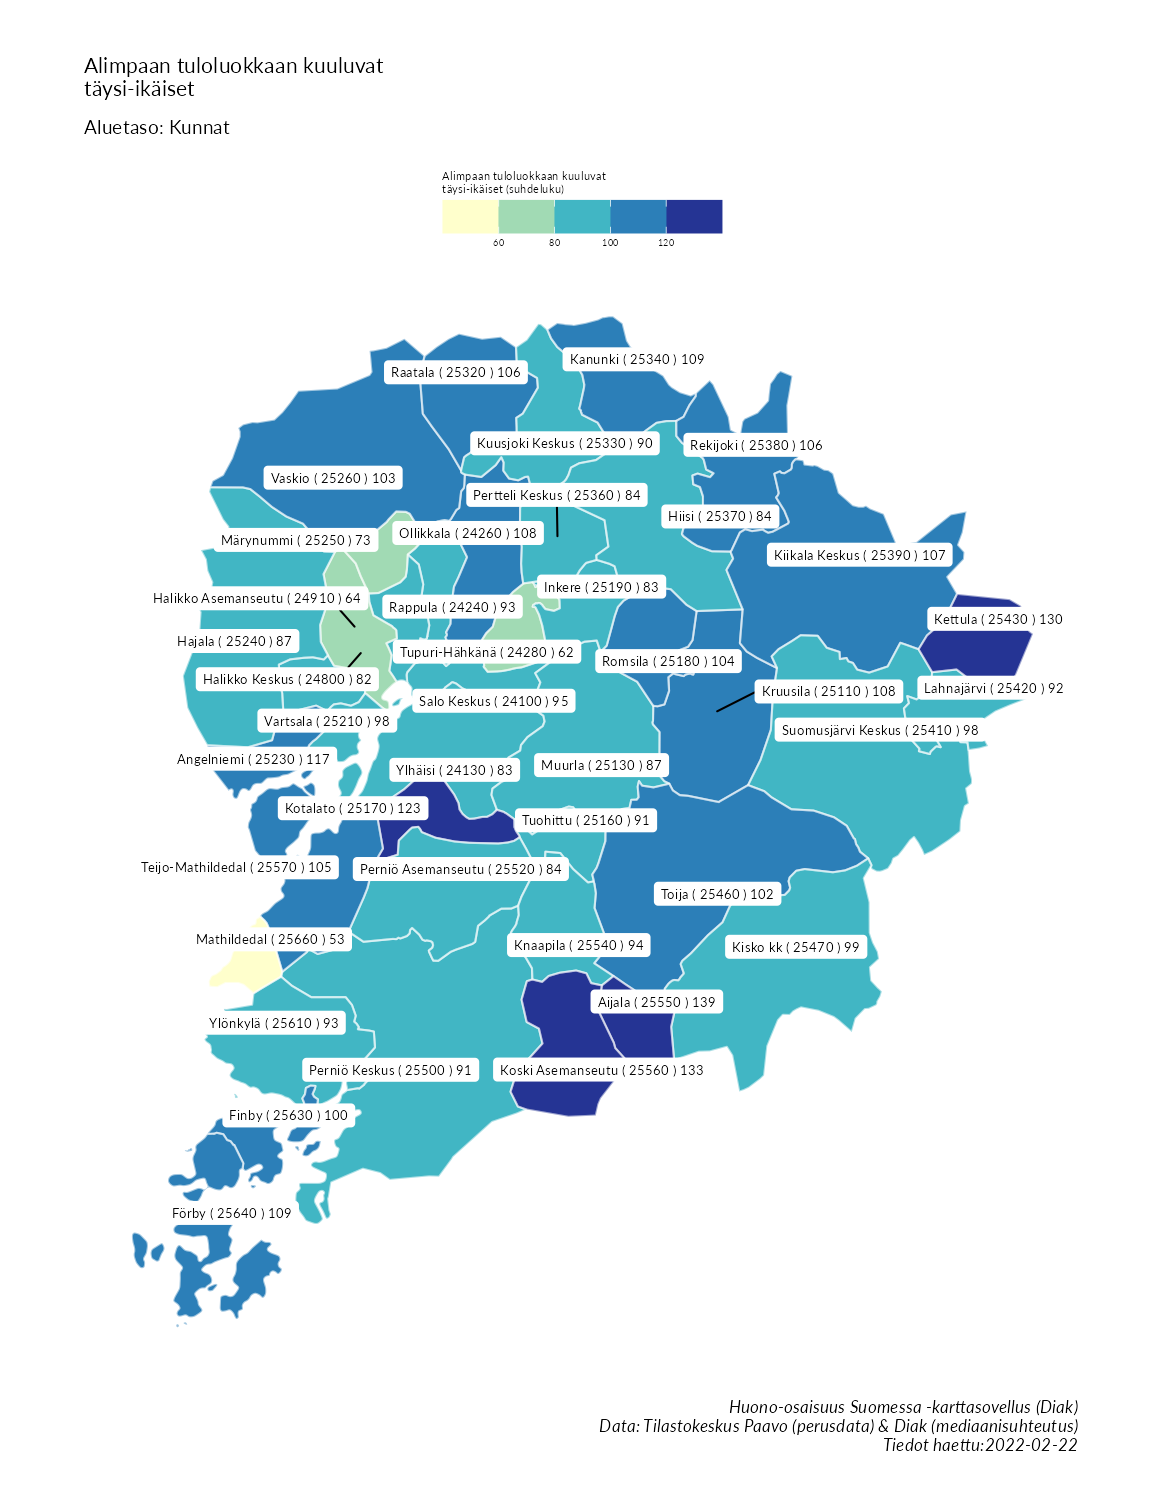 Alimpaan tuloluokkaan kuuluvat
täysi-ikäiset
Aluetaso: Kunnat
Alimpaan tuloluokkaan kuuluvat
täysi-ikäiset (suhdeluku)
60
80
100
120
Kanunki ( 25340 ) 109
Raatala ( 25320 ) 106
Kuusjoki Keskus ( 25330 ) 90
Rekijoki ( 25380 ) 106
Vaskio ( 25260 ) 103
Pertteli Keskus ( 25360 ) 84
Hiisi ( 25370 ) 84
Ollikkala ( 24260 ) 108
Märynummi ( 25250 ) 73
Kiikala Keskus ( 25390 ) 107
Inkere ( 25190 ) 83
Halikko Asemanseutu ( 24910 ) 64
Rappula ( 24240 ) 93
Kettula ( 25430 ) 130
Hajala ( 25240 ) 87
Tupuri-Hähkänä ( 24280 ) 62
Romsila ( 25180 ) 104
Halikko Keskus ( 24800 ) 82
Lahnajärvi ( 25420 ) 92
Kruusila ( 25110 ) 108
Salo Keskus ( 24100 ) 95
Vartsala ( 25210 ) 98
Suomusjärvi Keskus ( 25410 ) 98
Angelniemi ( 25230 ) 117
Muurla ( 25130 ) 87
Ylhäisi ( 24130 ) 83
Kotalato ( 25170 ) 123
Tuohittu ( 25160 ) 91
Teijo-Mathildedal ( 25570 ) 105
Perniö Asemanseutu ( 25520 ) 84
Toija ( 25460 ) 102
Mathildedal ( 25660 ) 53
Knaapila ( 25540 ) 94
Kisko kk ( 25470 ) 99
Aijala ( 25550 ) 139
Ylönkylä ( 25610 ) 93
Perniö Keskus ( 25500 ) 91
Koski Asemanseutu ( 25560 ) 133
Finby ( 25630 ) 100
Förby ( 25640 ) 109
Huono-osaisuus Suomessa -karttasovellus (Diak)
Data: Tilastokeskus Paavo (perusdata) & Diak (mediaanisuhteutus)
Tiedot haettu:2022-02-22